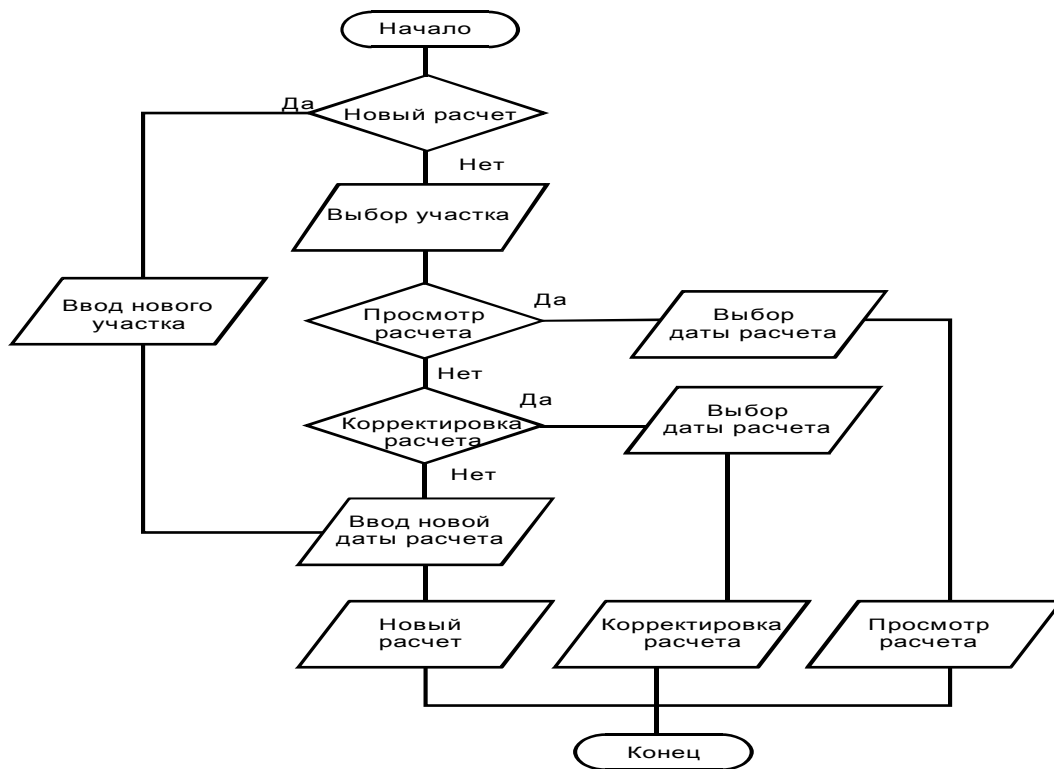 Начало
Да
Новый расчет
Нет
Выбор участка
Ввод нового
участка
Просмотр
расчета
Да
Выбор
даты расчета
Нет
Корректировка
расчета
Да
Выбор
даты расчета
Нет
Ввод новой
даты расчета
Новый
расчет
Корректировка
расчета
Просмотр
расчета
Конец